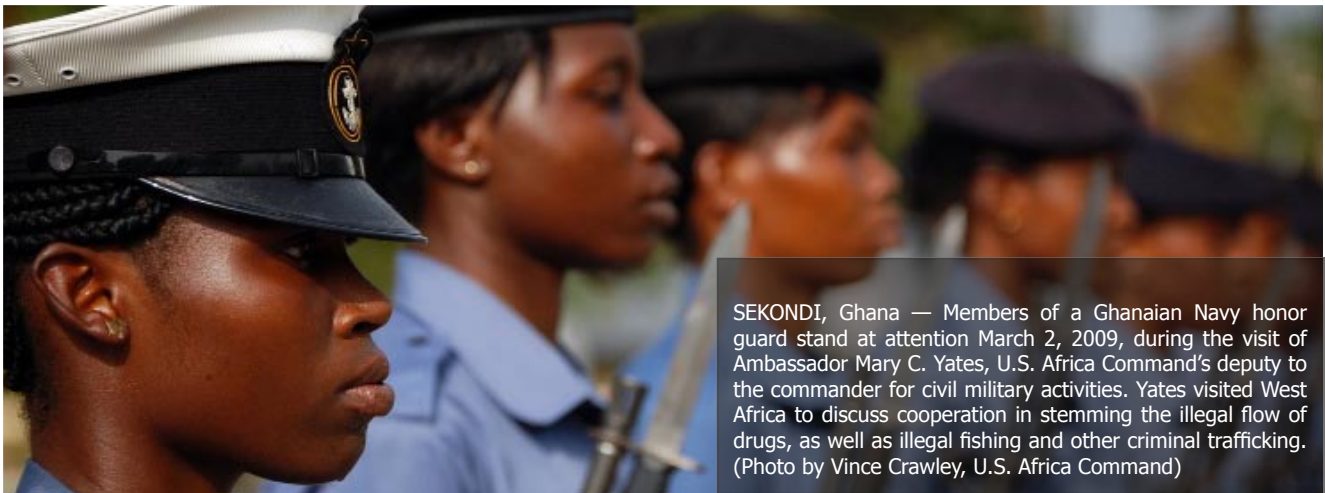 SEKONDI, Ghana — Members of a Ghanaian Navy honor
guard stand at attention March 2, 2009, during the visit of
Ambassador Mary C. Yates, U.S. Africa Command's deputy to
the commander for civil military activities. Yates visited West
Africa to discuss cooperation in stemming the illegal flow of
drugs, as well as illegal fishing and other criminal trafficking.
(Photo by Vince Crawley, U.S. Africa Command)